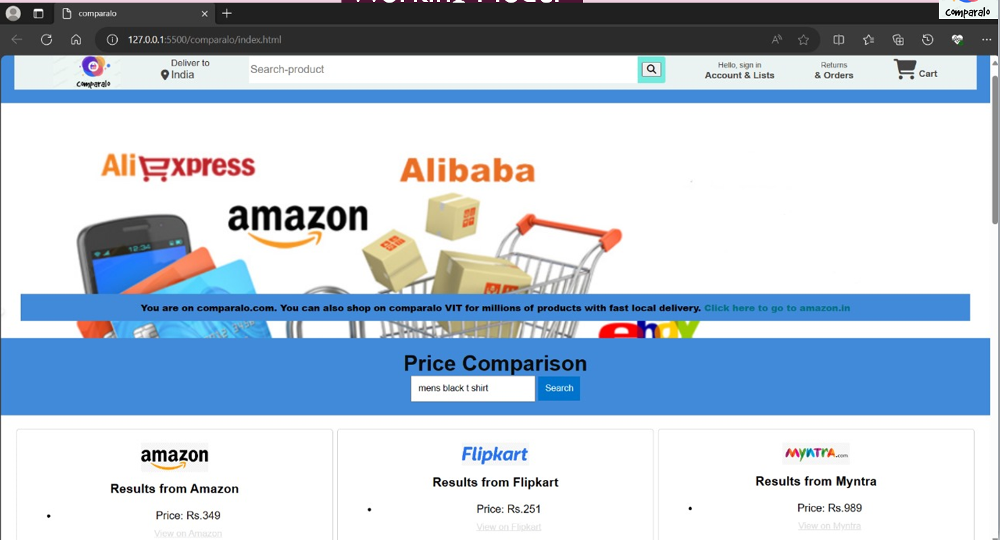 comparalo
comparalo
127.0.0.1:5500/comparalo/index.html
comparalo
Deliver to
India
Search-product
Hello, sign in
Account & Lists
Returns
& Orders
Cart
AliExpress
Alibaba
amazon
12:34
You are on comparalo.com. You can also shop on comparalo VIT for millions of products with fast local delivery. Click here to go to amazon.in
ebay
Price Comparison
mens black t shirt
Search
amazon
Results from Amazon
Price: Rs.349
View on Amazon
Flipkart
Results from Flipkart
Price: Rs.251
View on Flipkart
Myntra.com
Results from Myntra
Price: Rs.989
View on Myntra